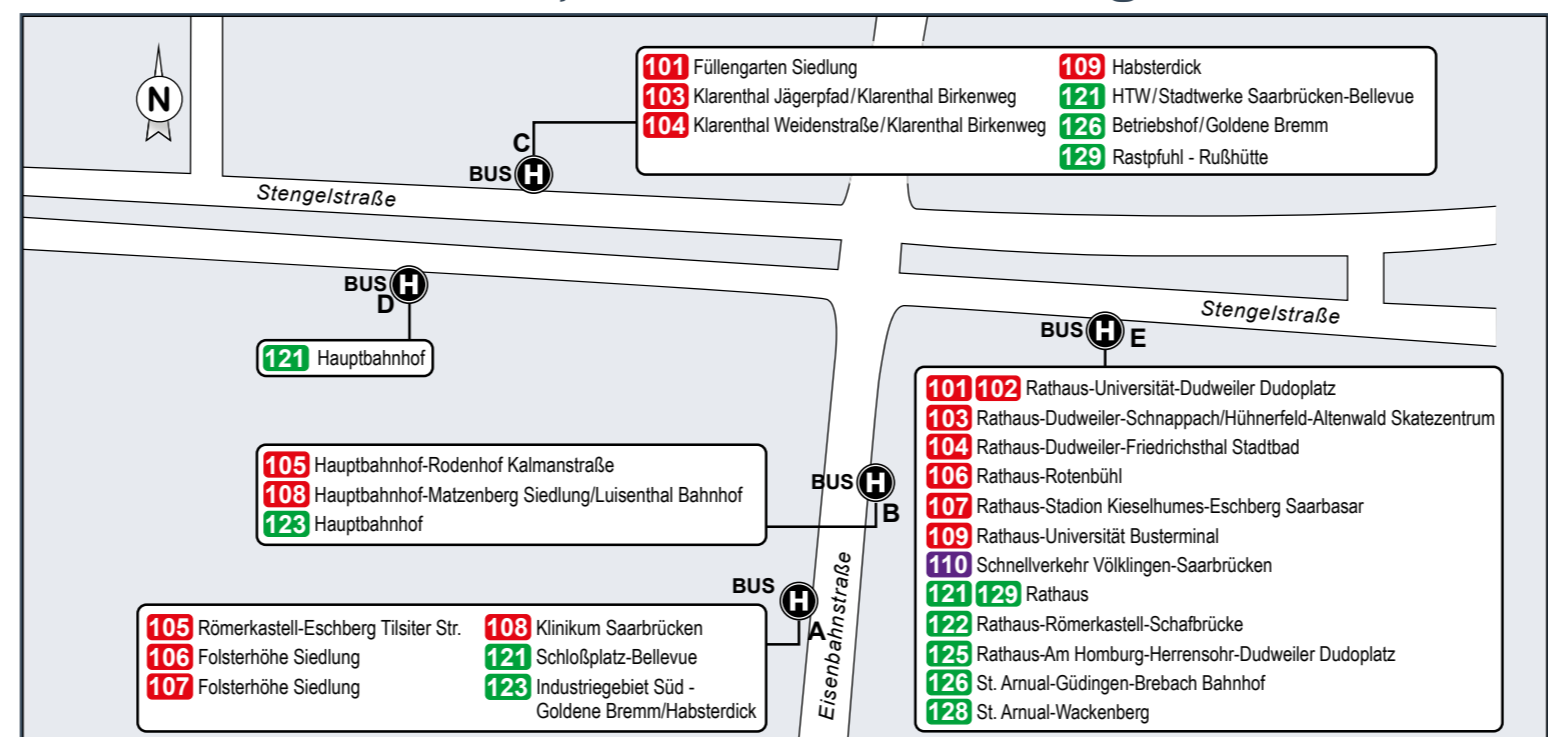 N
C
BUS H
101 Füllengarten Siedlung
103 Klarenthal Jägerpfad/Klarenthal Birkenweg
104 Klarenthal Weidenstraße/Klarenthal Birkenweg
109 Habsterdick
121 HTW/Stadtwerke Saarbrücken-Bellevue
126 Betriebshof/Goldene Bremm
129 Rastpfuhl - Rußhütte
Stengelstraße
BUS H
D
121 Hauptbahnhof
Stengelstraße
BUS H E
101 102 Rathaus-Universität-Dudweiler Dudoplatz
103 Rathaus-Dudweiler-Schnappach/Hühnerfeld-Altenwald Skatezentrum
104 Rathaus-Dudweiler-Friedrichsthal Stadtbad
106 Rathaus-Rotenbühl
107 Rathaus-Stadion Kieselhumes-Eschberg Saarbasar
109 Rathaus-Universität Busterminal
110 Schnellverkehr Völklingen-Saarbrücken
121 129 Rathaus
122 Rathaus-Römerkastell-Schafbrücke
125 Rathaus-Am Homburg-Herrensohr-Dudweiler Dudoplatz
126 St. Arnual-Güdingen-Brebach Bahnhof
128 St. Arnual-Wackenberg
105 Hauptbahnhof-Rodenhof Kalmanstraße
108 Hauptbahnhof-Matzenberg Siedlung/Luisenthal Bahnhof
123 Hauptbahnhof
BUS H
B
Eisenbahnstraße
BUS
H
A
105 Römerkastell-Eschberg Tilsiter Str.
106 Folsterhöhe Siedlung
107 Folsterhöhe Siedlung
108 Klinikum Saarbrücken
121 Schloßplatz-Bellevue
123 Industriegebiet Süd -
Goldene Bremm/Habsterdick